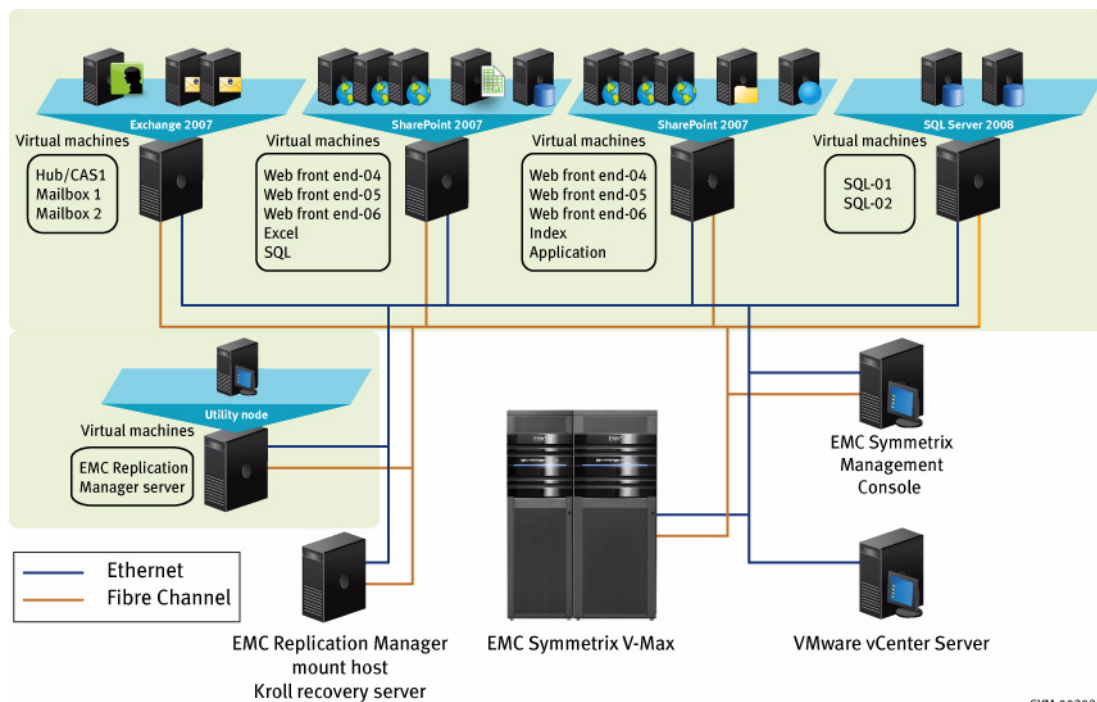 Exchange 2007
SharePoint 2007
SharePoint 2007
SQL Server 2008
Virtual machines
Hub/CAS1
Mailbox 1
Mailbox 2
Virtual machines
Web front end-04
Web front end-05
Web front end-06
Excel
SQL
Virtual machines
Web front end-04
Web front end-05
Web front end-06
Index
Application
Virtual machines
SQL-01
SQL-02
Utility node
Virtual machines
EMC Replication
Manager server
EMC Symmetrix
Management
Console
Ethernet
Fibre Channel
EMC Replication Manager
mount host
Kroll recovery server
EMC Symmetrix V-Max
VMware vCenter Server